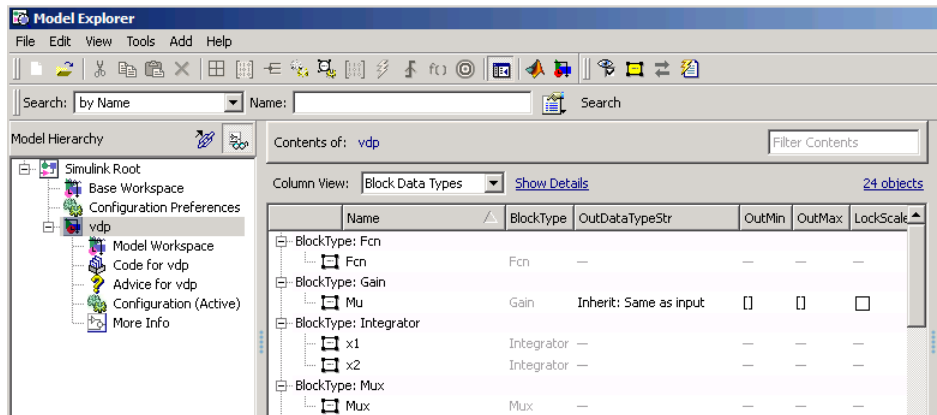 Model Explorer
File Edit View Tools Add Help
Search: by Name Name: Search
Model Hierarchy
Simulink Root
Base Workspace
Configuration Preferences
vdp
Model Workspace
Code for vdp
Advice for vdp
Configuration (Active)
More Info
Contents of: vdp Filter Contents
Column View: Block Data Types Show Details 24 objects
Name BlockType OutDataTypeStr OutMin OutMax LockScale
BlockType: Fcn
Fcn Fcn — — — —
BlockType: Gain
Mu Gain Inherit: Same as input [] []
BlockType: Integrator
x1 Integrator — — — —
x2 Integrator — — — —
BlockType: Mux
Mux Mux — — — —